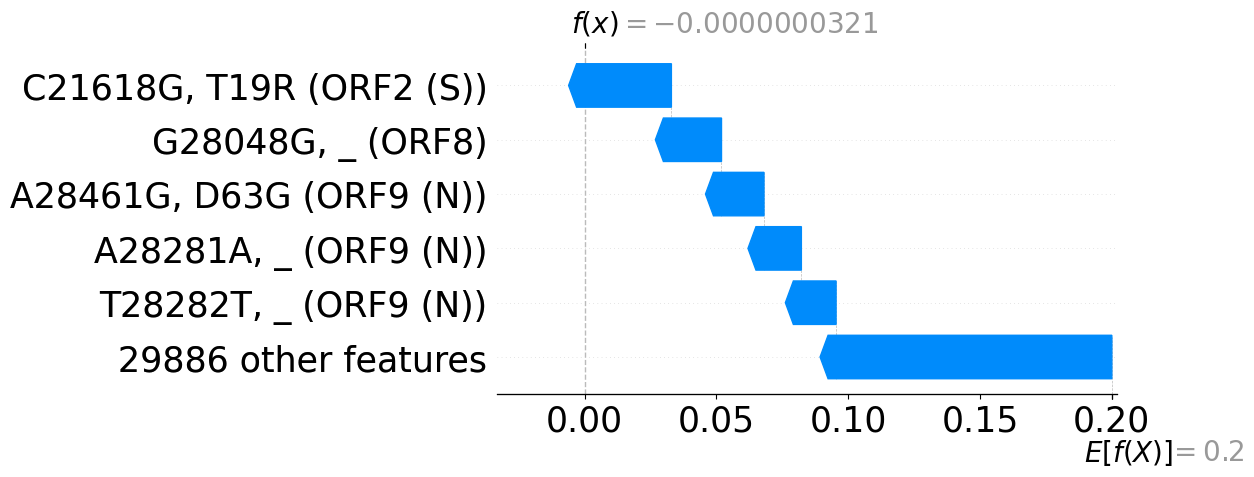 f(x) = −0.0000000321
C21618G, T19R (ORF2 (S))
G28048G, _ (ORF8)
A28461G, D63G (ORF9 (N))
A28281A, _ (ORF9 (N))
T28282T, _ (ORF9 (N))
29886 other features
0.00 0.05 0.10 0.15 0.20
E[f(X)] = 0.2